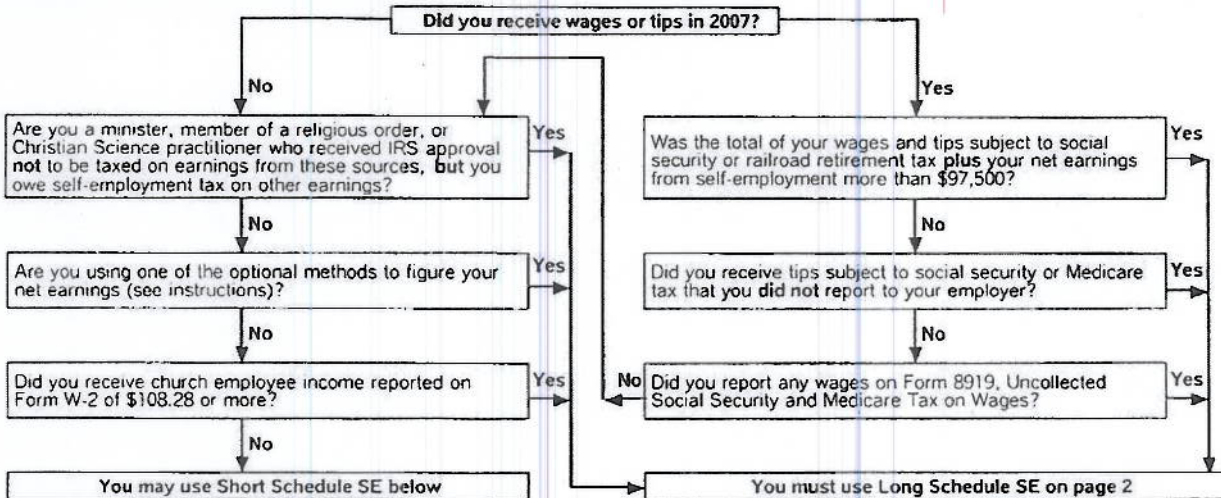 Did you receive wages or tips in 2007?
No
Yes
Are you a minister, member of a religious order, or
Christian Science practitioner who received IRS approval
not to be taxed on earnings from these sources, but you
owe self-employment tax on other earnings?
Yes
Was the total of your wages and tips subject to social
security or railroad retirement tax plus your net earnings
from self-employment more than $97,500?
Yes
No
No
Are you using one of the optional methods to figure your
net earnings (see instructions)?
Yes
Did you receive tips subject to social security or Medicare
tax that you did not report to your employer?
Yes
No
No
Did you receive church employee income reported on
Form W-2 of $108.28 or more?
Yes
No
Did you report any wages on Form 8919, Uncollected
Social Security and Medicare Tax on Wages?
Yes
No
You may use Short Schedule SE below
You must use Long Schedule SE on page 2